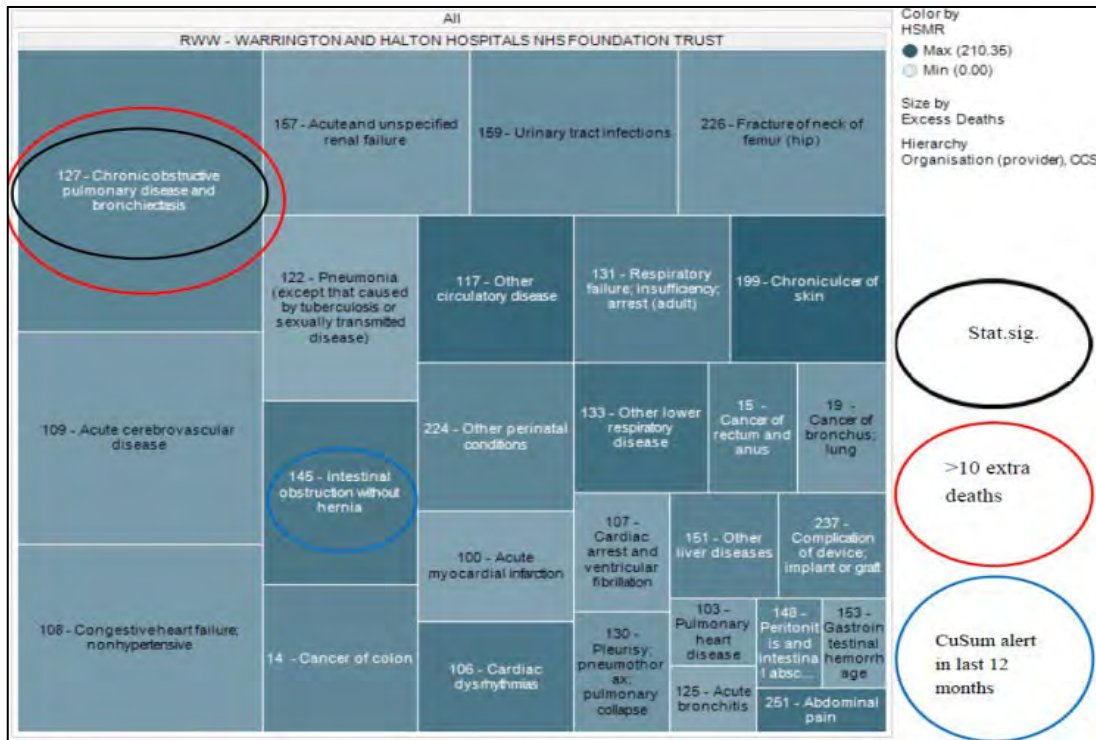 All
RWW - WARRINGTON AND HALTON HOSPITALS NHS FOUNDATION TRUST
127 - Chronic obstructive
pulmonary disease and
bronchiectasis
157 - Acute and unspecified
renal failure
159 - Urinary tract infections
226 - Fracture of neck of
femur (hip)
122 - Pneumonia
(except that caused
by tuberculosis or
sexually transmitted
disease)
117 - Other
circulatory disease
131 - Respiratory
failure; insufficiency;
arrest (adult)
199 - Chronic ulcer of
skin
109 - Acute cerebrovascular
disease
145 - Intestinal
obstruction without
hernia
224 - Other perinatal
conditions
133 - Other lower
respiratory
disease
15 -
Cancer of
rectum and
anus
19 -
Cancer of
bronchus;
lung
108 - Congestive heart failure;
nonhypertensive
14 - Cancer of colon
100 - Acute
myocardial infarction
106 - Cardiac
dysrhythmias
107 -
Cardiac
arrest and
ventricular
fibrillation
151 - Other
liver diseases
237 -
Complication
of device;
implant or graft
130 -
Pleurisy;
pneumothor
ax;
pulmonary
collapse
103 -
Pulmonary
heart
disease
148 -
Peritonit
is and
intestina
l absc...
153 -
Gastroin
testinal
hemorrh
age
125 - Acute
bronchitis
251 - Abdominal
pain
Color by
HSMR
Max (210.35)
Min (0.00)
Size by
Excess Deaths
Hierarchy
Organisation (provider), CCS
Stat.sig.
>10 extra
deaths
CuSum alert
in last 12
months